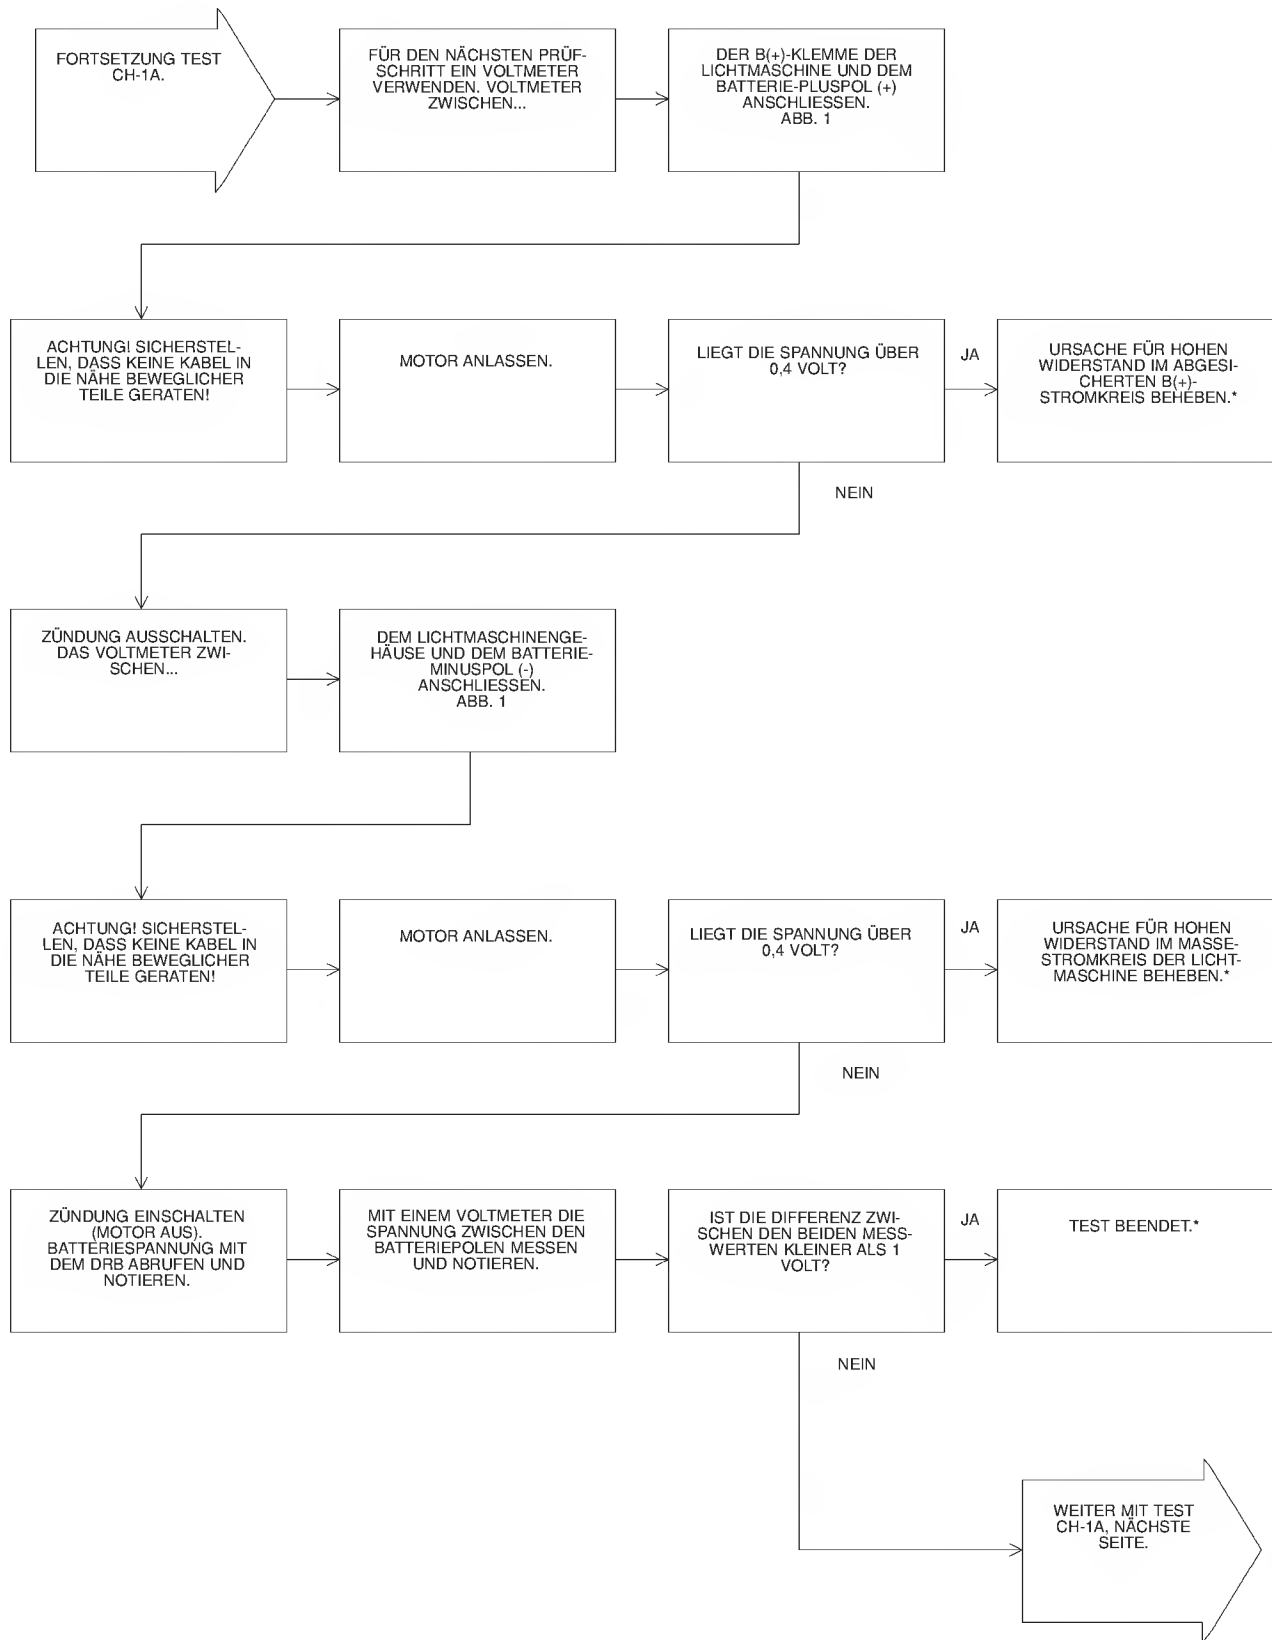 FORTSETZUNG TEST
CH-1A.
FÜR DEN NÄCHSTEN PRÜF-
SCHRITT EIN VOLTMETER
VERWENDEN. VOLTMETER
ZWISCHEN...
DER B(+)-KLEMME DER
LICHTMASCHINE UND DEM
BATTERIE-PLUSPOL (+)
ANSCHLIESSEN.
ABB. 1
ACHTUNG! SICHERSTEL-
LEN, DASS KEINE KABEL IN
DIE NÄHE BEWEGLICHER
TEILE GERATEN!
MOTOR ANLASSEN.
LIEGT DIE SPANNUNG ÜBER
0,4 VOLT?
JA
URSACHE FÜR HOHEN
WIDERSTAND IM ABGESI-
CHERTEN B(+)-
STROMKREIS BEHEBEN.*
NEIN
ZÜNDUNG AUSSCHALTEN.
DAS VOLTMETER ZWI-
SCHEN...
DEM LICHTMASCHINENGE-
HÄUSE UND DEM BATTERIE-
MINUSPOL (-)
ANSCHLIESSEN.
ABB. 1
ACHTUNG! SICHERSTEL-
LEN, DASS KEINE KABEL IN
DIE NÄHE BEWEGLICHER
TEILE GERATEN!
MOTOR ANLASSEN.
LIEGT DIE SPANNUNG ÜBER
0,4 VOLT?
JA
URSACHE FÜR HOHEN
WIDERSTAND IM MASSE-
STROMKREIS DER LICHT-
MASCHINE BEHEBEN.*
NEIN
ZÜNDUNG EINSCHALTEN
(MOTOR AUS).
BATTERIESPANNUNG MIT
DEM DRB ABRUFEN UND
NOTIEREN.
MIT EINEM VOLTMETER DIE
SPANNUNG ZWISCHEN DEN
BATTERIEPOLEN MESSEN
UND NOTIEREN.
IST DIE DIFFERENZ ZWI-
SCHEN DEN BEIDEN MESS-
WERTEN KLEINER ALS 1
VOLT?
JA
TEST BEENDET.*
NEIN
WEITER MIT TEST
CH-1A, NÄCHSTE
SEITE.